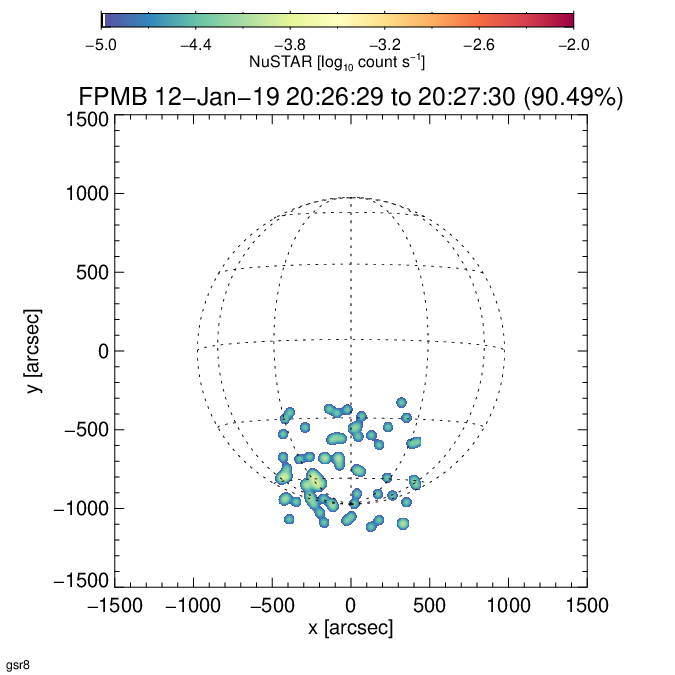 −5.0 −4.4 −3.8 −3.2 −2.6 −2.0
NuSTAR [log10 count s−1]
FPMB 12−Jan−19 20:26:29 to 20:27:30 (90.49%)
1500
1000
500
0
−500
−1000
−1500
y [arcsec]
−1500 −1000 −500 0 500 1000 1500
x [arcsec]
gsr8